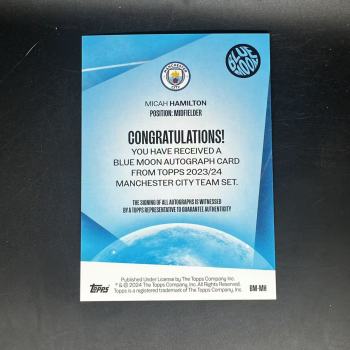 BLUE
MOON
MANCHESTER
CITY
MICAH HAMILTON
POSITION: MIDFIELDER
CONGRATULATIONS!
YOU HAVE RECEIVED A
BLUE MOON AUTOGRAPH CARD
FROM TOPPS 2023/24
MANCHESTER CITY TEAM SET.
THE SIGNING OF ALL AUTOGRAPHS IS WITNESSED
BY A TOPPS REPRESENTATIVE TO GUARANTEE AUTHENTICITY
Topps
Published Under License by The Topps Company, Inc.
® & © 2024 The Topps Company, Inc. All Rights Reserved.
Topps is a registered trademark of The Topps Company, Inc.
BM-MH